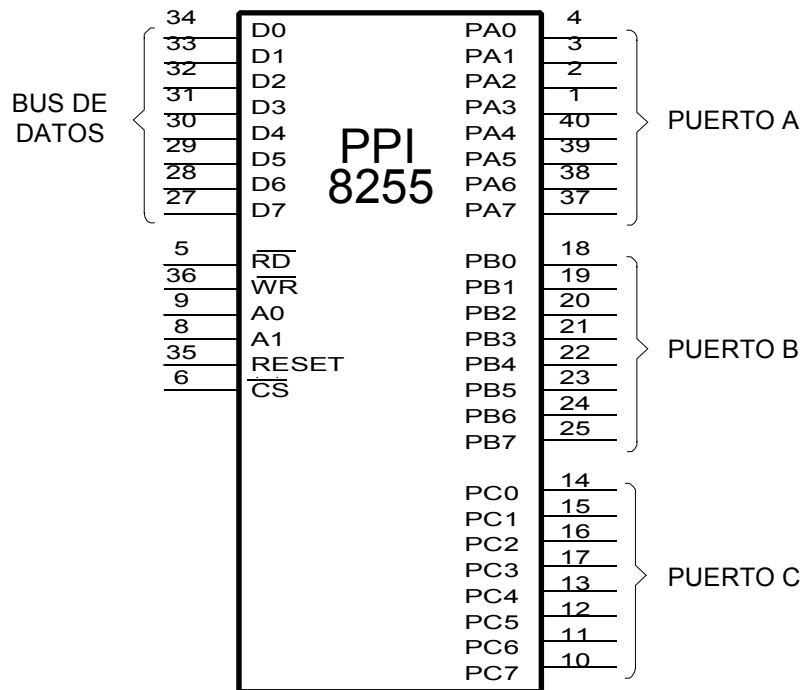 34 D0 PA0 4
33 D1 PA1 3
32 D2 PA2 2
31 D3 PA3 1
BUS DE
DATOS
30 D4 PA4 40
29 D5 PA5 39
28 D6 PA6 38
27 D7 PA7 37
PPI
8255
PUERTO A
5 RD PB0 18
36 WR PB1 19
9 A0 PB2 20
8 A1 PB3 21
35 RESET PB4 22
6 CS PB5 23
PB6 24
PB7 25
PUERTO B
PC0 14
PC1 15
PC2 16
PC3 17
PC4 13
PC5 12
PC6 11
PC7 10
PUERTO C